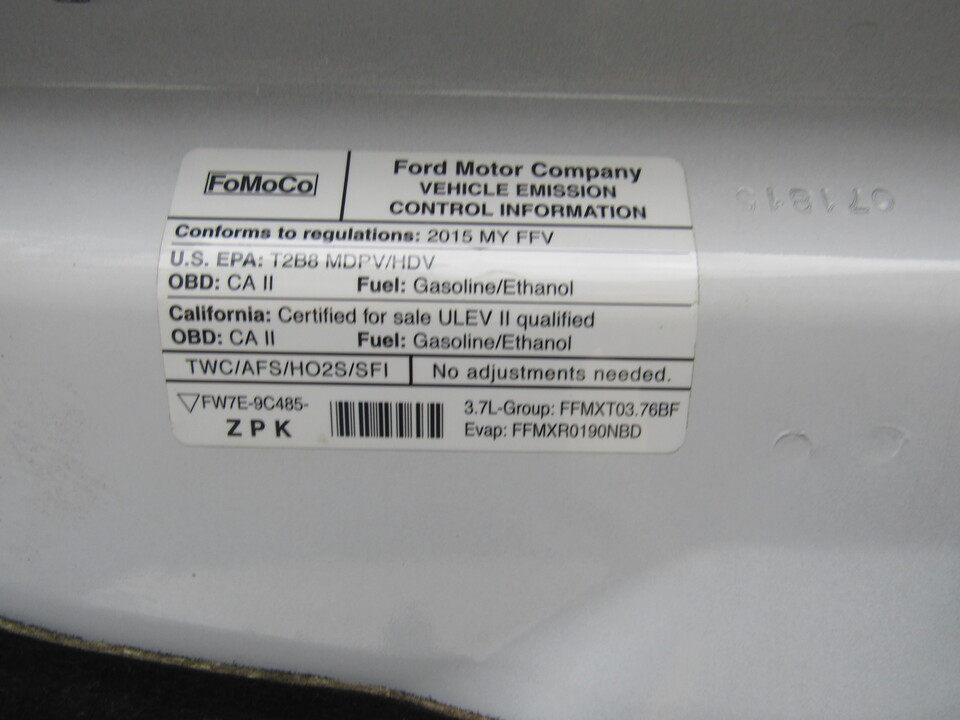 FoMoCo
Ford Motor Company
VEHICLE EMISSION
CONTROL INFORMATION
Conforms to regulations: 2015 MY FFV
U.S. EPA: T2B8 MDPV/HDV
OBD: CA II Fuel: Gasoline/Ethanol
California: Certified for sale ULEV II qualified
OBD: CA II Fuel: Gasoline/Ethanol
TWC/AFS/HO2S/SFI No adjustments needed.
FW7E-9C485-
ZPK
3.7L-Group: FFMXT03.76BF
Evap: FFMXR0190NBD